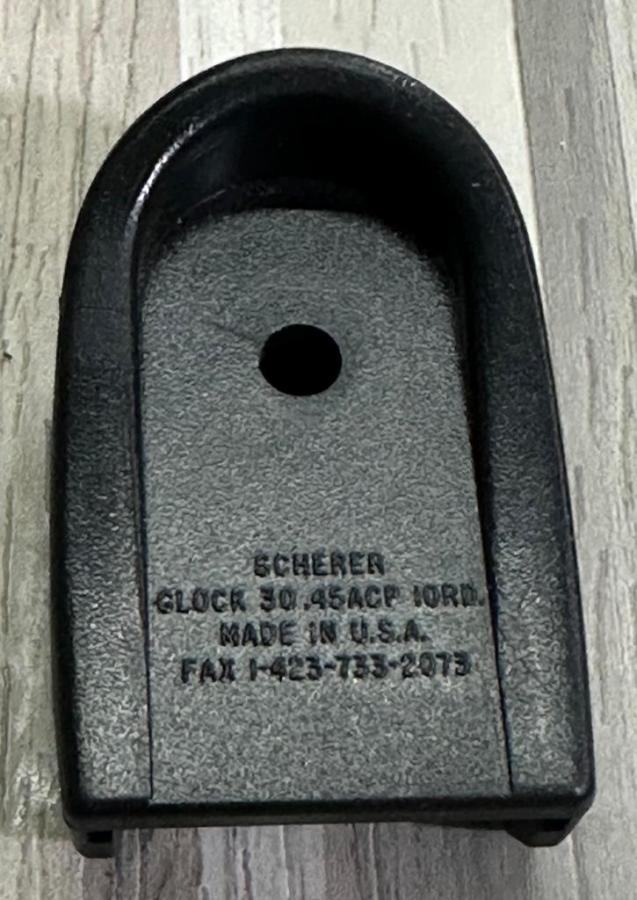 SCHERER
GLOCK 30 .45ACP 10RD.
MADE IN U.S.A.
FAX 1-423-733-2073